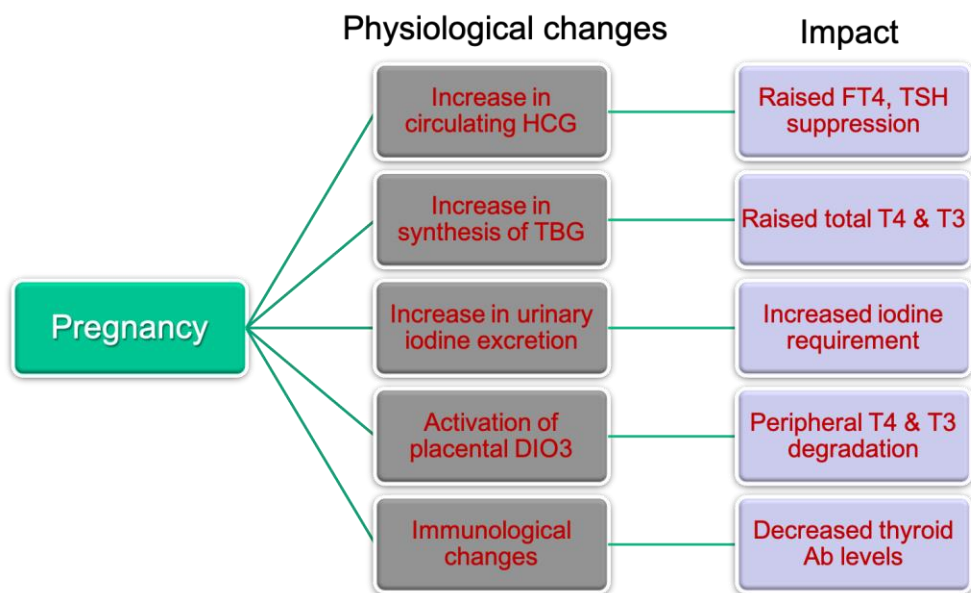 Physiological changes
Impact
Increase in
circulating HCG
Raised FT4, TSH
suppression
Increase in
synthesis of TBG
Raised total T4 & T3
Pregnancy
Increase in urinary
iodine excretion
Increased iodine
requirement
Activation of
placental DIO3
Peripheral T4 & T3
degradation
Immunological
changes
Decreased thyroid
Ab levels